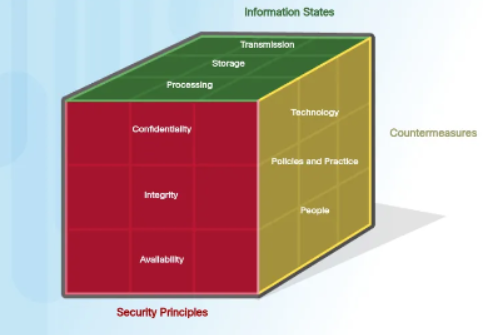 Information States
Transmission
Storage
Processing
Confidentiality
Integrity
Availability
Technology
Policies and Practice
People
Countermeasures
Security Principles